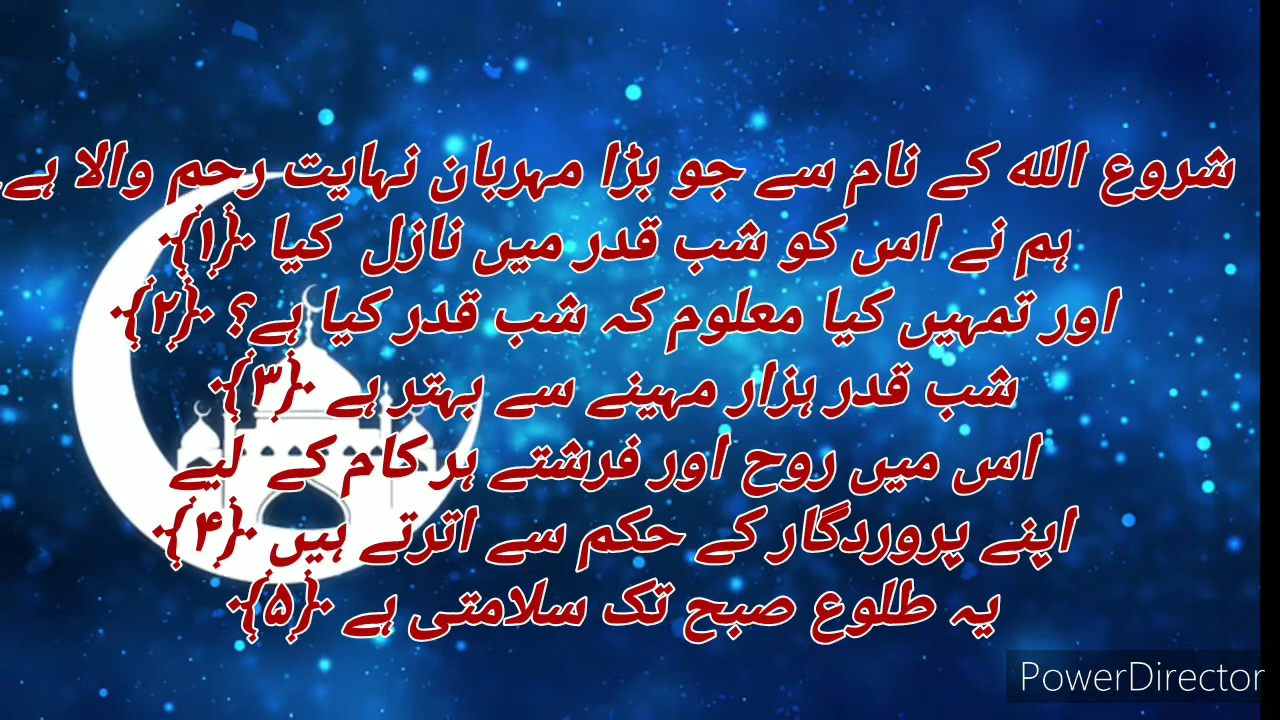 شروع اللہ کے نام سے جو بڑا مہربان نہایت رحم والا ہے۔
ہم نے اس کو شب قدر میں نازل کیا ﴿۱﴾
اور تمہیں کیا معلوم کہ شب قدر کیا ہے؟ ﴿۲﴾
شب قدر ہزار مہینے سے بہتر ہے ﴿۳﴾
اس میں روح اور فرشتے ہر کام کے لیے
اپنے پروردگار کے حکم سے اترتے ہیں ﴿۴﴾
یہ طلوع صبح تک سلامتی ہے ﴿۵﴾
PowerDirector